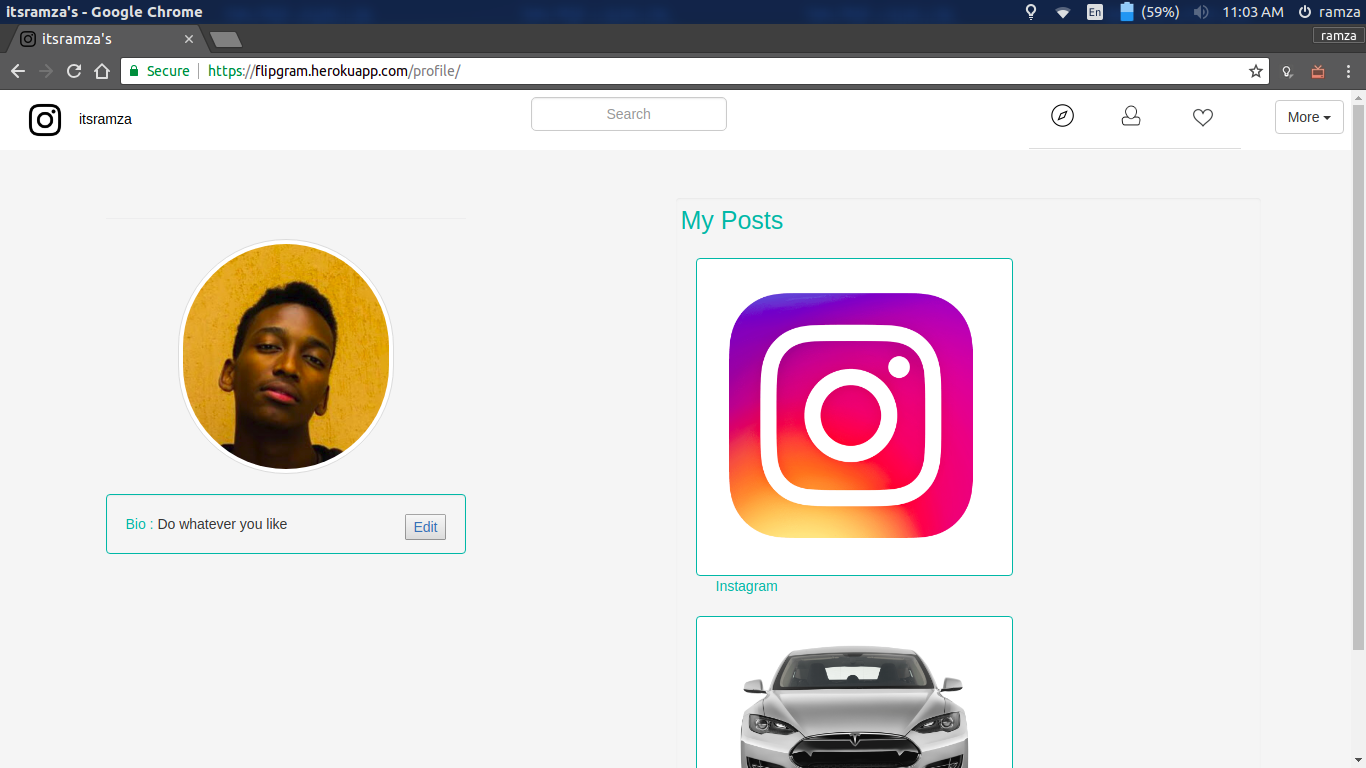 itsramza's - Google Chrome
En (59%) 11:03 AM ramza
itsramza's
ramza
Secure https://flipgram.herokuapp.com/profile/
itsramza Search More
My Posts
Bio : Do whatever you like Edit
Instagram